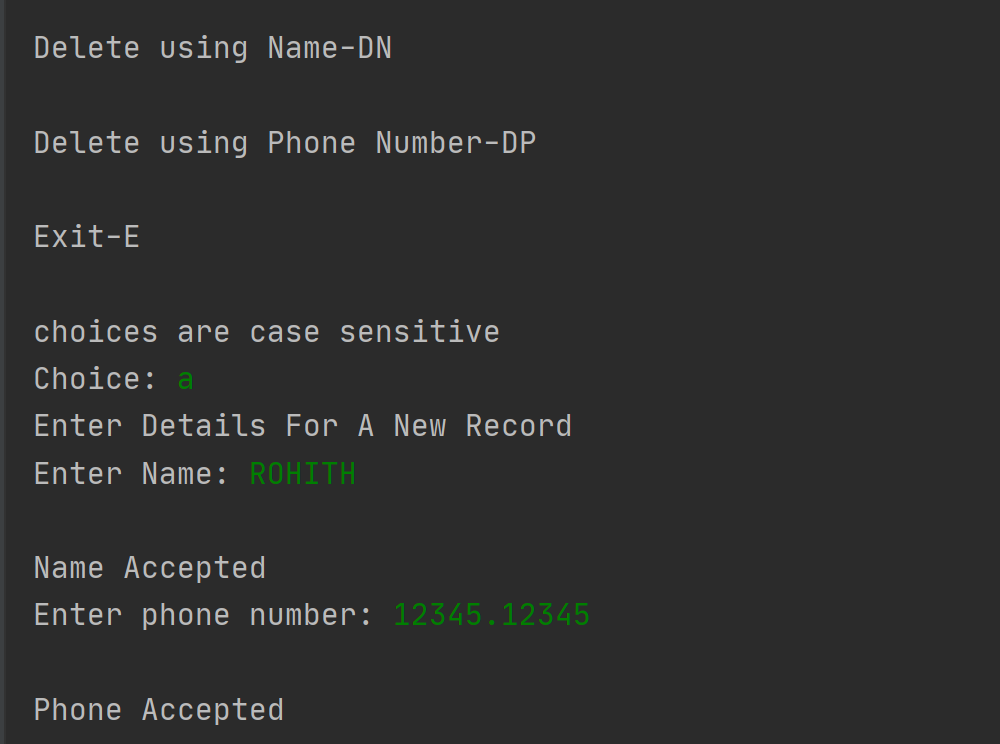 Delete using Name-DN
Delete using Phone Number-DP
Exit-E
choices are case sensitive
Choice: a
Enter Details For A New Record
Enter Name: ROHITH
Name Accepted
Enter phone number: 12345.12345
Phone Accepted